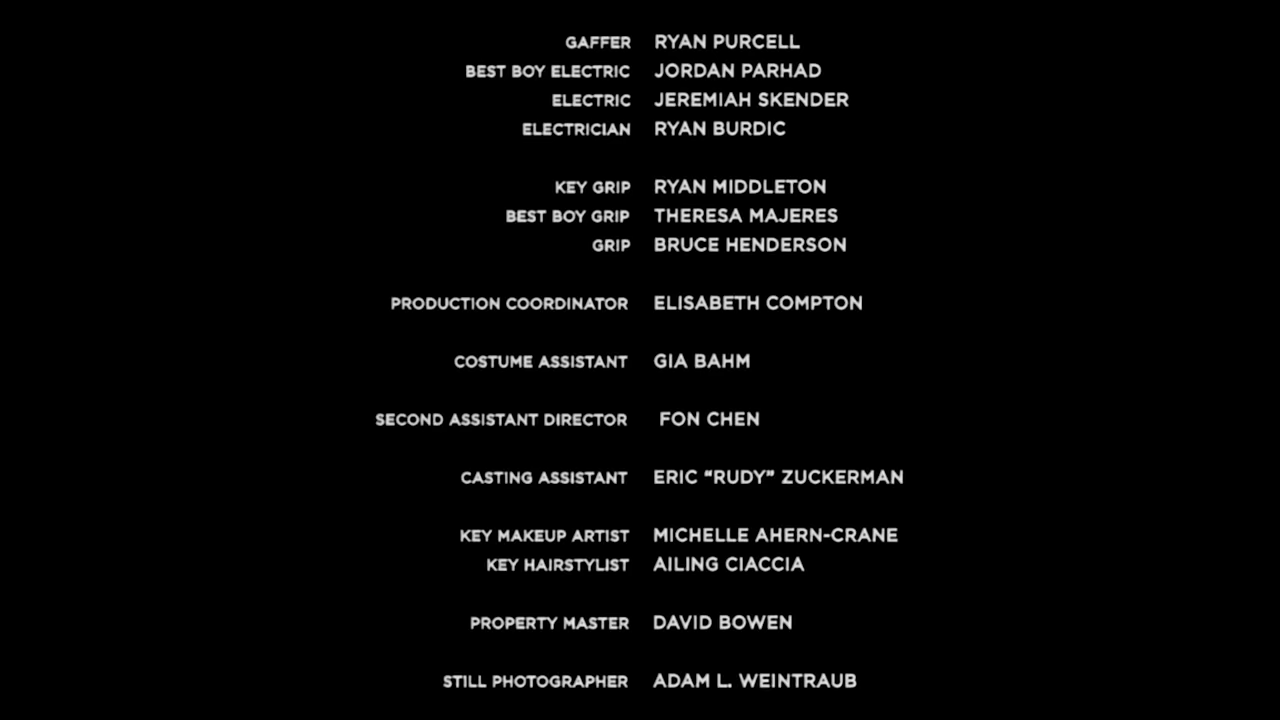 GAFFER RYAN PURCELL
BEST BOY ELECTRIC JORDAN PARHAD
ELECTRIC JEREMIAH SKENDER
ELECTRICIAN RYAN BURDIC
KEY GRIP RYAN MIDDLETON
BEST BOY GRIP THERESA MAJERES
GRIP BRUCE HENDERSON
PRODUCTION COORDINATOR ELISABETH COMPTON
COSTUME ASSISTANT GIA BAHM
SECOND ASSISTANT DIRECTOR FON CHEN
CASTING ASSISTANT ERIC “RUDY” ZUCKERMAN
KEY MAKEUP ARTIST MICHELLE AHERN-CRANE
KEY HAIRSTYLIST AILING CIACCIA
PROPERTY MASTER DAVID BOWEN
STILL PHOTOGRAPHER ADAM L. WEINTRAUB